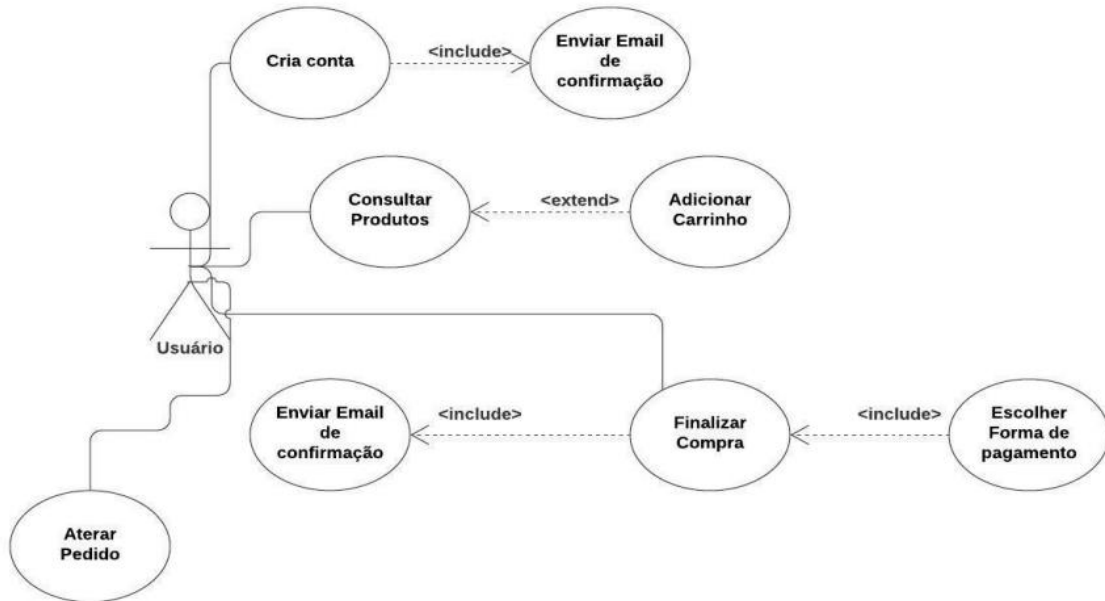 Cria conta
<include>
Enviar Email
de
confirmação
Consultar
Produtos
<extend>
Adicionar
Carrinho
Usuário
Enviar Email
de
confirmação
<include>
Finalizar
Compra
<include>
Escolher
Forma de
pagamento
Aterar
Pedido